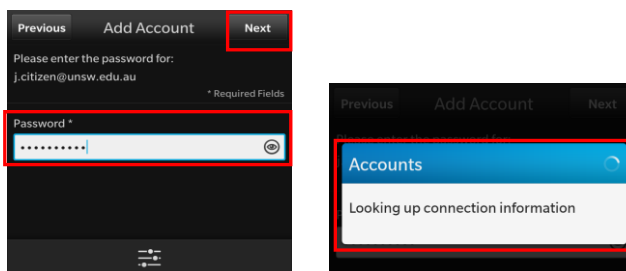 Previous Add Account Next
Please enter the password for:
j.citizen@unsw.edu.au
* Required Fields
Password *
••••••••••
Previous Add Account Next
Please enter the password for:
Accounts
Looking up connection information